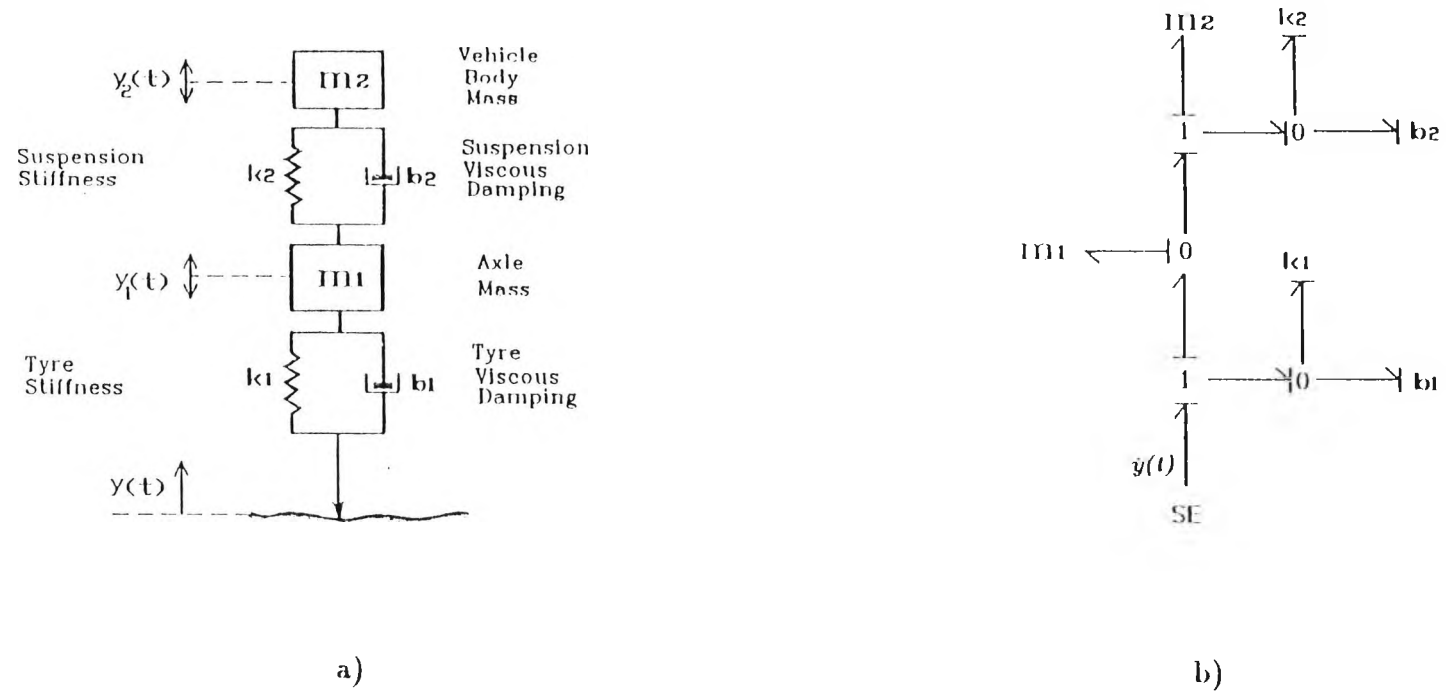 y2(t)
m2
Vehicle
Body
Mass
Suspension
Stiffness
k2
b2
Suspension
Viscous
Damping
y1(t)
m1
Axle
Mass
Tyre
Stiffness
k1
b1
Tyre
Viscous
Damping
y(t)
a)
m2
k2
1
0
b2
m1
0
k1
1
0
b1
y(t)
SE
b)